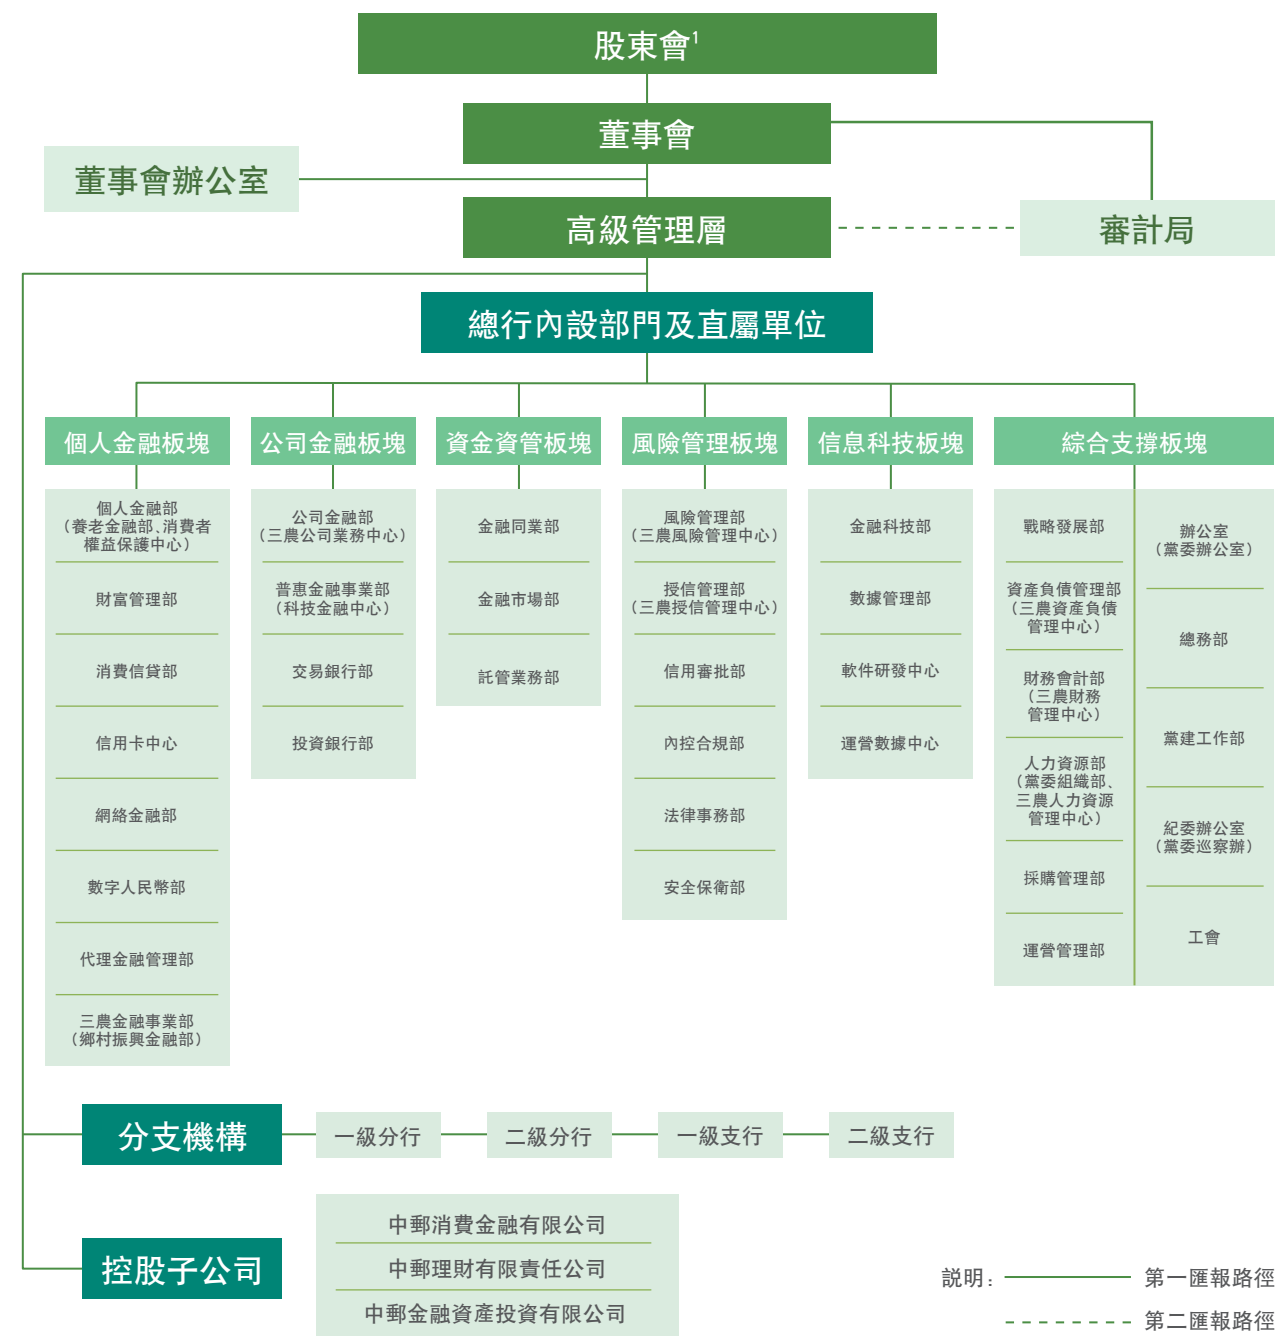 股東會1
董事會
董事會辦公室
高級管理層
審計局
總行內設部門及直屬單位
個人金融板塊
公司金融板塊
資金資管板塊
風險管理板塊
信息科技板塊
綜合支撐板塊
個人金融部
（養老金融部、消費者
權益保護中心）
財富管理部
消費信貸部
信用卡中心
網絡金融部
數字人民幣部
代理金融管理部
三農金融事業部
（鄉村振興金融部）
公司金融部
（三農公司業務中心）
普惠金融事業部
（科技金融中心）
交易銀行部
投資銀行部
金融同業部
金融市場部
託管業務部
風險管理部
（三農風險管理中心）
授信管理部
（三農授信管理中心）
信用審批部
內控合規部
法律事務部
安全保衛部
金融科技部
數據管理部
軟件研發中心
運營數據中心
戰略發展部
資產負債管理部
（三農資產負債
管理中心）
財務會計部
（三農財務
管理中心）
人力資源部
（黨委組織部、
三農人力資源
管理中心）
採購管理部
運營管理部
辦公室
（黨委辦公室）
總務部
黨建工作部
紀委辦公室
（黨委巡察辦）
工會
分支機構
一級分行
二級分行
一級支行
二級支行
控股子公司
中郵消費金融有限公司
中郵理財有限責任公司
中郵金融資產投資有限公司
説明：
第一匯報路徑
第二匯報路徑